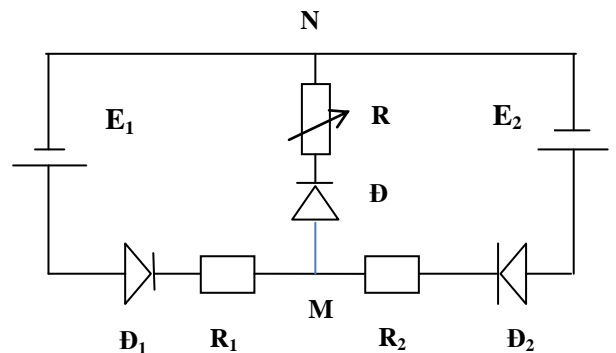 N
E₁
R
E₂
Đ
M
Đ₁
R₁
R₂
Đ₂